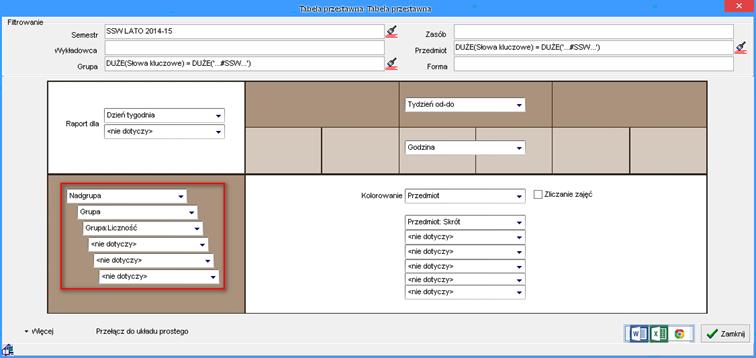 Tabela przestawna: Tabela przestawna
Filtrowanie
Semestr SSW LATO 2014-15 Zasób
Wykładowca Przedmiot DUŻE(Słowa kluczowe) = DUŻE('...#SSW...')
Grupa DUŻE(Słowa kluczowe) = DUŻE('...#SSW...') Forma
Raport dla Dzień tygodnia
<nie dotyczy>
Tydzień od-do
Godzina
Nadgrupa
Grupa
Grupa:Liczność
<nie dotyczy>
<nie dotyczy>
<nie dotyczy>
Kolorowanie Przedmiot Zliczanie zajęć
Przedmiot: Skrót
<nie dotyczy>
<nie dotyczy>
<nie dotyczy>
<nie dotyczy>
<nie dotyczy>
Więcej Przełącz do układu prostego Zamknij